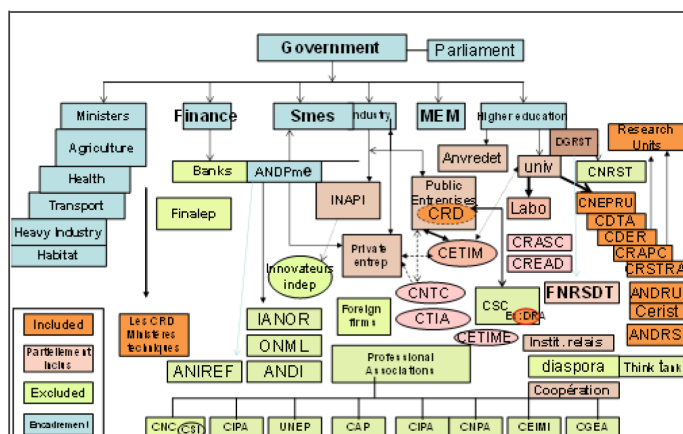 Government
Parliament
Ministers
Finance
Smes
Industry
MEM
Higher education
DGRST
Research
Units
Agriculture
Anvredet
univ
CNRST
Banks
ANDPme
Health
INAPI
Public
Entrenrises
CRD
Labo
CNEPRU
Transport
Finalep
CDTA
Heavy Industry
Habitat
Innovateurs
indep
Private
entrep
CETIM
CRASC
CREAD
CDER
CRAPC
CRSTRA
CNTC
CTIA
CSC
FNRSDT
ANDRU
Cerist
ANDRS
Included
Partiellement
Inclus
Excluded
Encadrement
Les CRD
Ministères
techniques
IANOR
ONML
ANDI
ANIREF
Foreign
firms
Professional
Associations
CETIME
Instit. relais
diaspora
Think tank
Coopération
CNC
CSI
CIPA
UNEP
CAP
CIPA
CNPA
CEIMI
CGEA